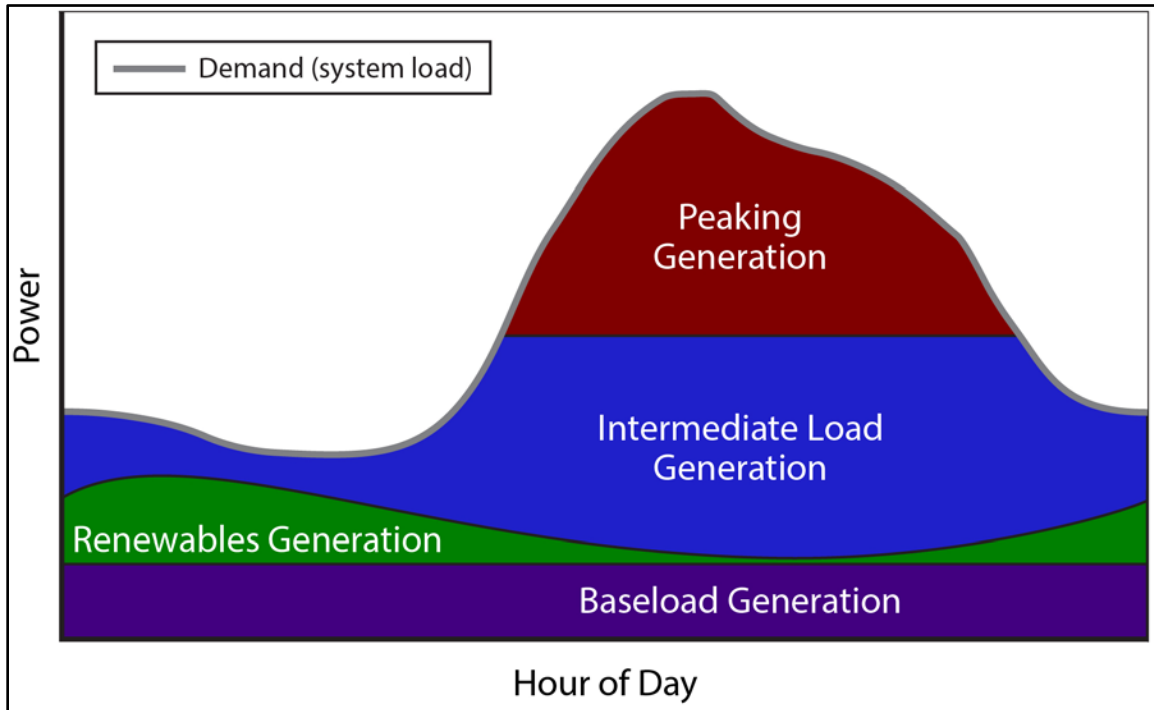 Demand (system load)
Peaking
Generation
Power
Intermediate Load
Generation
Renewables Generation
Baseload Generation
Hour of Day